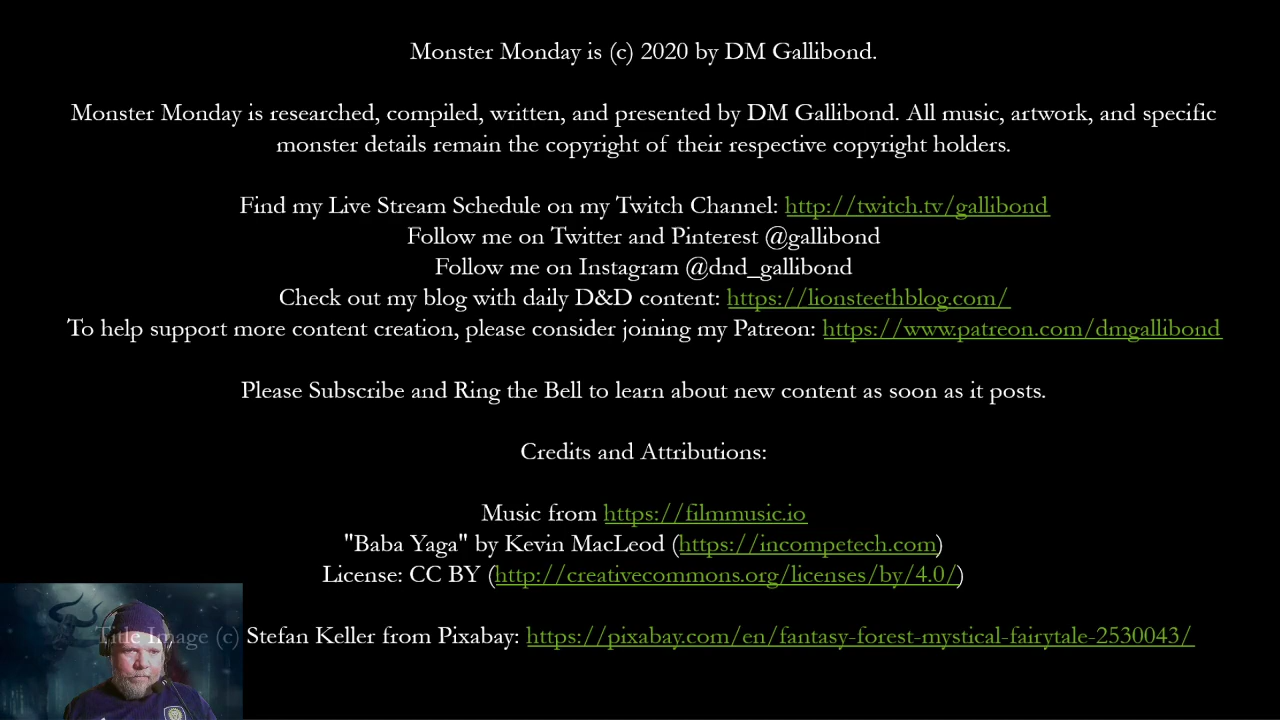 Monster Monday is (c) 2020 by DM Gallibond.
Monster Monday is researched, compiled, written, and presented by DM Gallibond. All music, artwork, and specific
monster details remain the copyright of their respective copyright holders.
Find my Live Stream Schedule on my Twitch Channel: http://twitch.tv/gallibond
Follow me on Twitter and Pinterest @gallibond
Follow me on Instagram @dnd_gallibond
Check out my blog with daily D&D content: https://lionsteethblog.com/
To help support more content creation, please consider joining my Patreon: https://www.patreon.com/dmgallibond
Please Subscribe and Ring the Bell to learn about new content as soon as it posts.
Credits and Attributions:
Music from https://filmmusic.io
"Baba Yaga" by Kevin MacLeod (https://incompetech.com)
License: CC BY (http://creativecommons.org/licenses/by/4.0/)
Title Image (c) Stefan Keller from Pixabay: https://pixabay.com/en/fantasy-forest-mystical-fairytale-2530043/